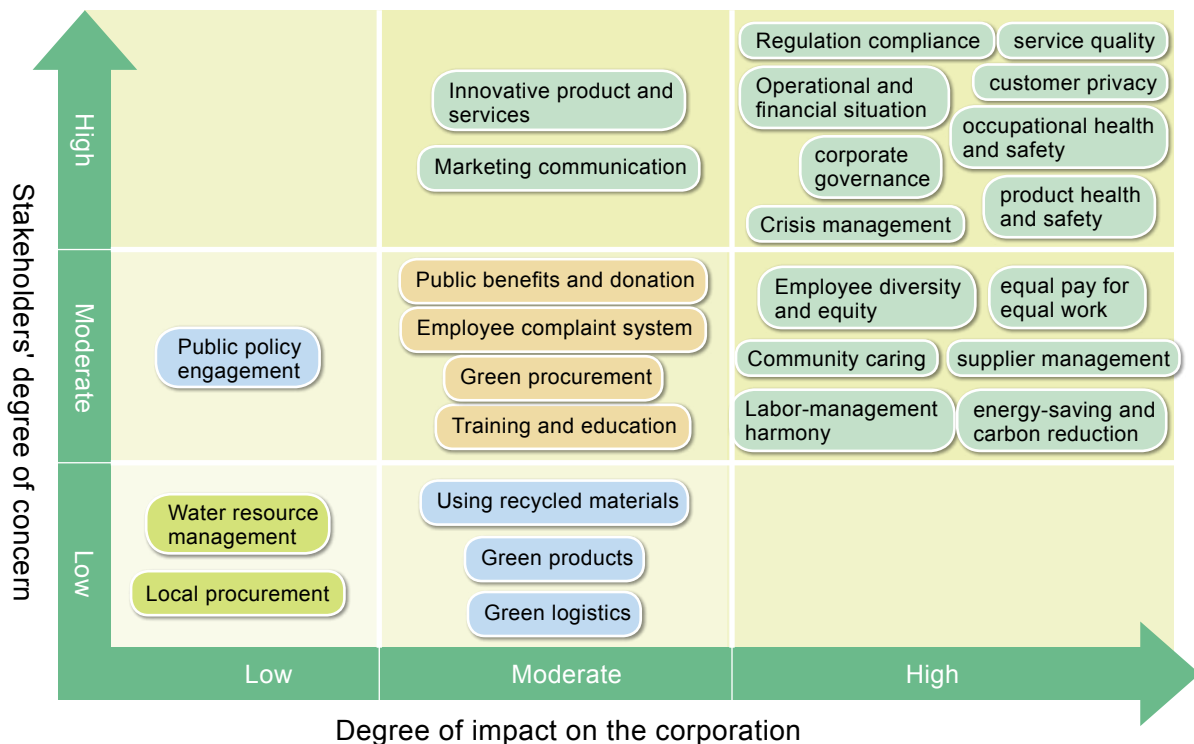 Stakeholders' degree of concern
High
Moderate
Low
Innovative product and
services
Marketing communication
Regulation compliance
service quality
Operational and
financial situation
customer privacy
occupational health
and safety
corporate
governance
product health
and safety
Crisis management
Public policy
engagement
Public benefits and donation
Employee complaint system
Green procurement
Training and education
Employee diversity
and equity
equal pay for
equal work
Community caring
supplier management
Labor-management
harmony
energy-saving and
carbon reduction
Water resource
management
Local procurement
Using recycled materials
Green products
Green logistics
Low
Moderate
High
Degree of impact on the corporation